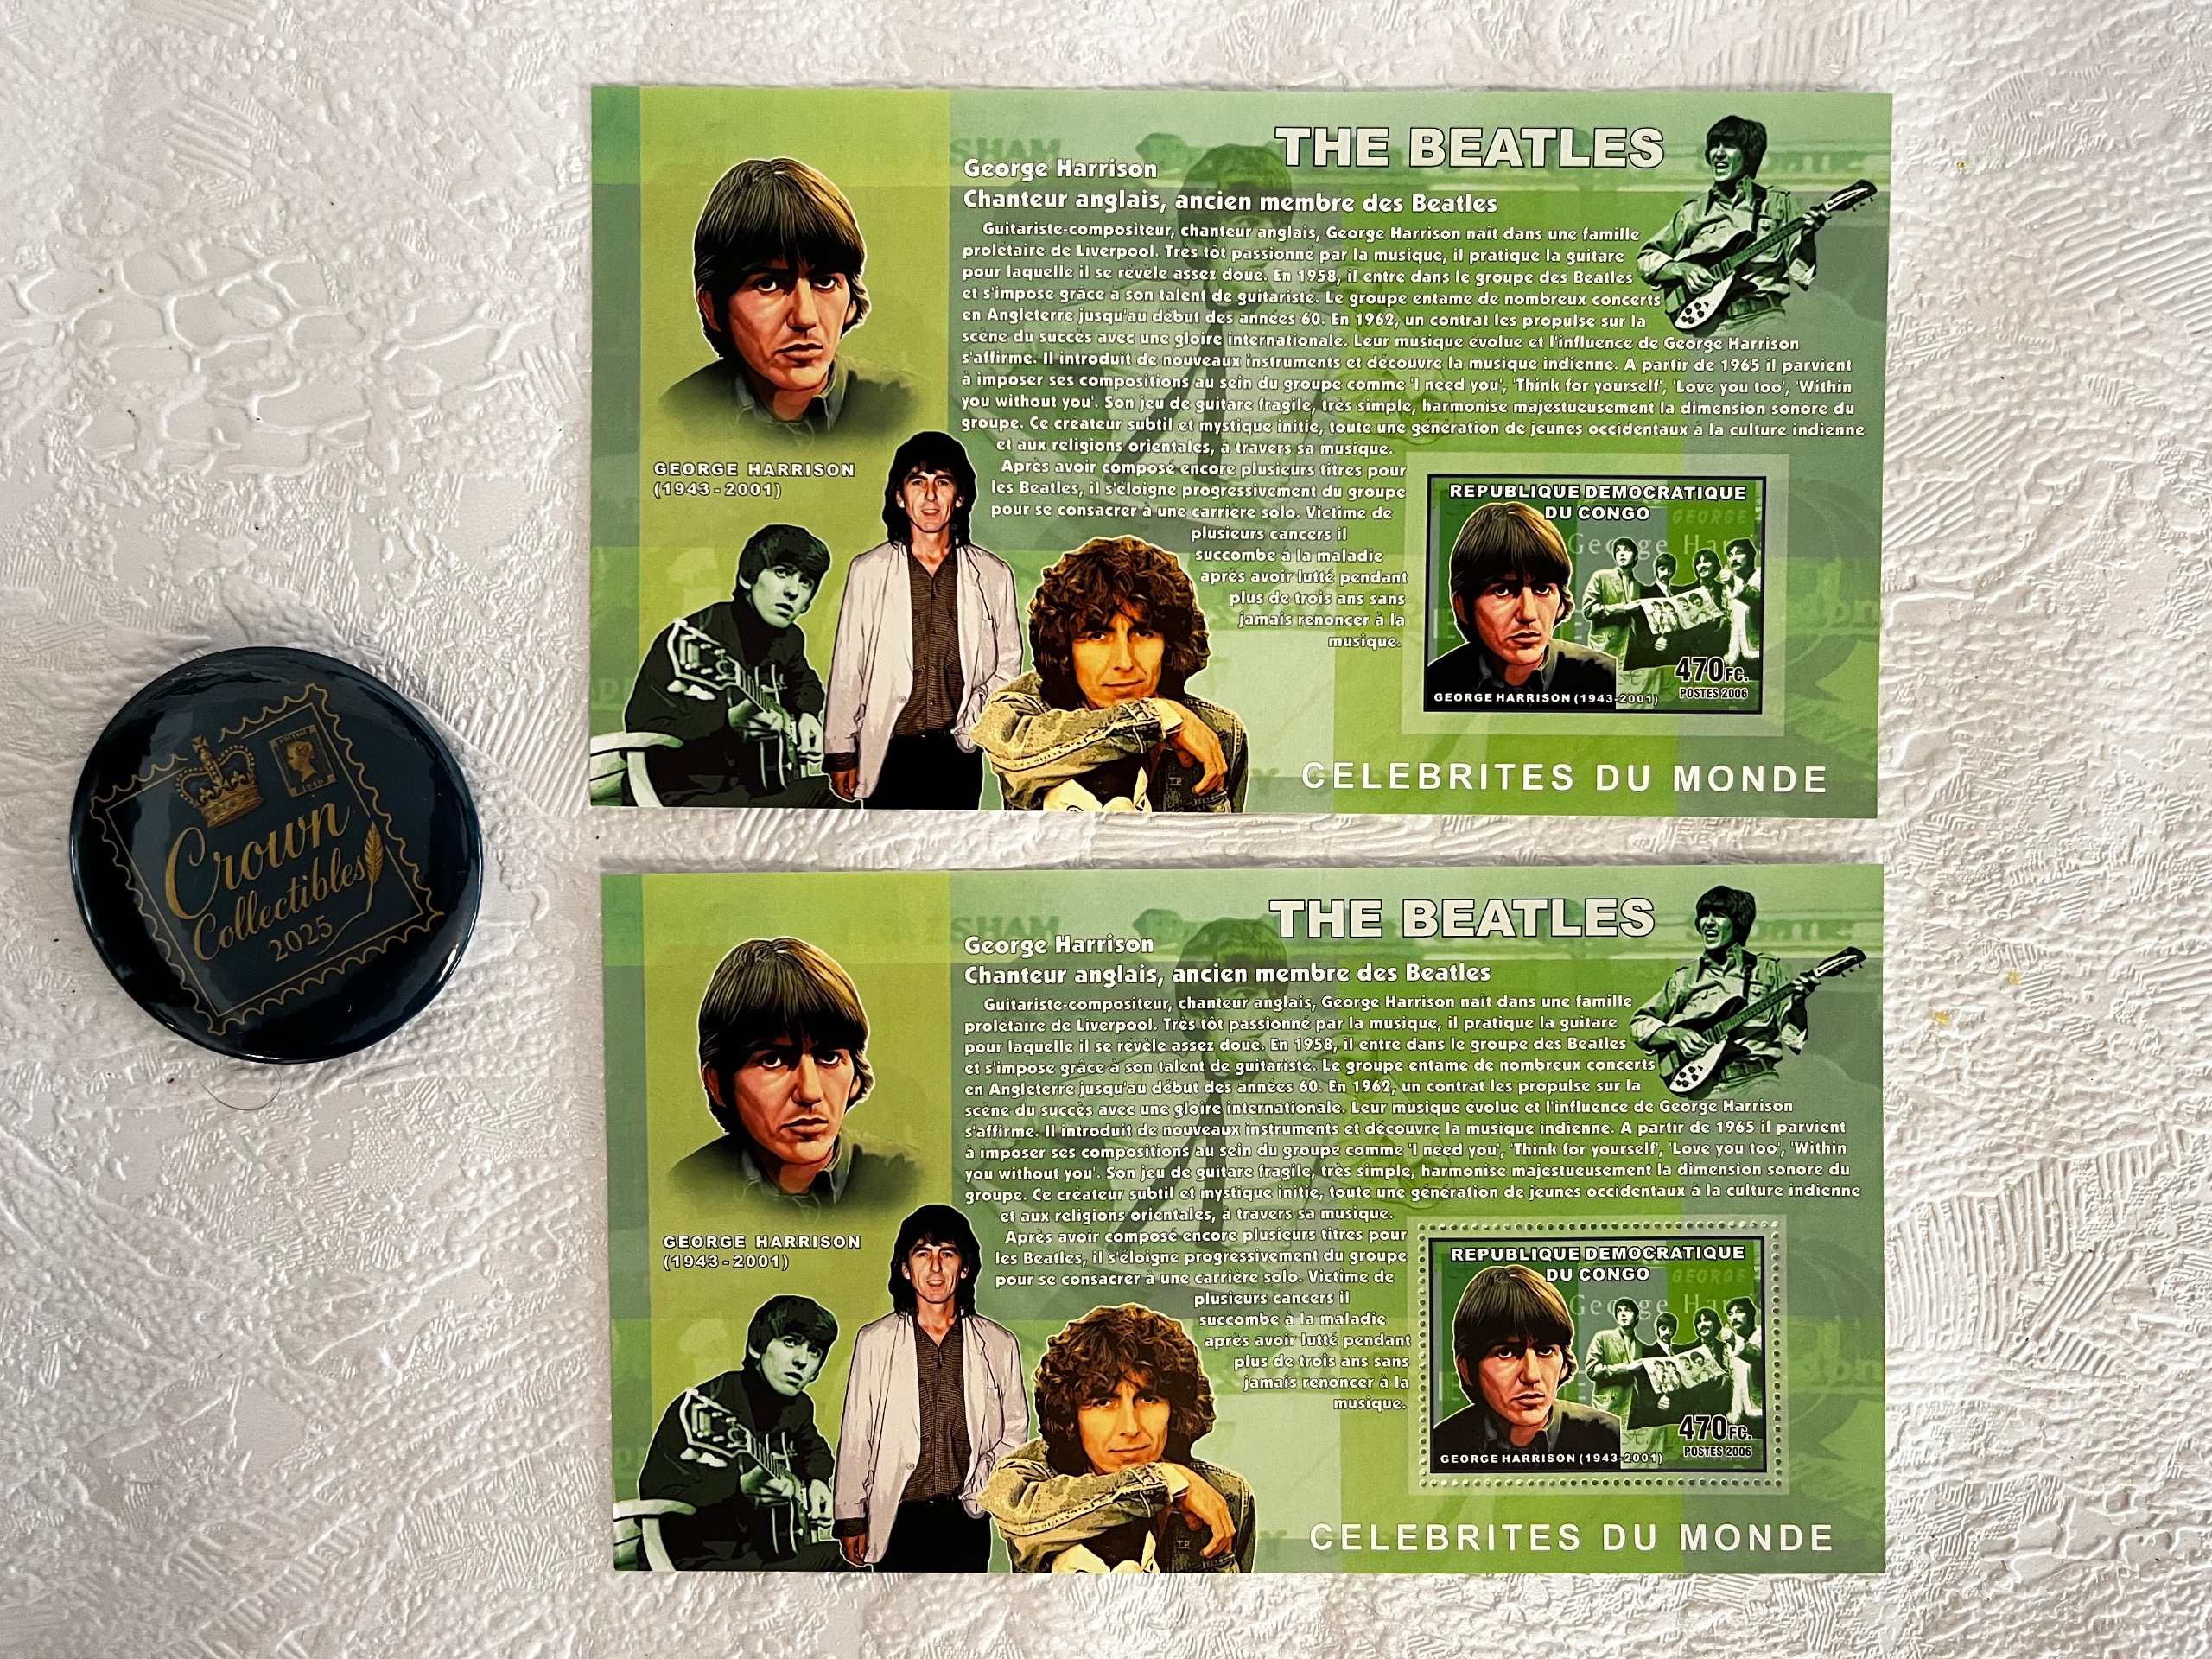 THE BEATLES
George Harrison
Chanteur anglais, ancien membre des Beatles
Guitariste-compositeur, chanteur anglais, George Harrison nait dans une famille
prolétaire de Liverpool. Très tôt passionné par la musique, il pratique la guitare
pour laquelle il se révèle assez doué. En 1958, il entre dans le groupe des Beatles
et s'impose grâce à son talent de guitariste. Le groupe entame de nombreux concerts
en Angleterre jusqu'au début des années 60. En 1962, un contrat les propulse sur la
scène du succès avec une gloire internationale. Leur musique évolue et l'influence de George Harrison
s'affirme. Il introduit de nouveaux instruments et découvre la musique indienne. A partir de 1965 il parvient
à imposer ses compositions au sein du groupe comme 'I need you', 'Think for yourself', 'Love you too', 'Within
you without you'. Son jeu de guitare fragile, très simple, harmonise majestueusement la dimension sonore du
groupe. Ce créateur subtil et mystique initie, toute une génération de jeunes occidentaux à la culture indienne
et aux religions orientales, à travers sa musique.
Après avoir composé encore plusieurs titres pour
les Beatles, il s'éloigne progressivement du groupe
pour se consacrer à une carrière solo. Victime de
plusieurs cancers il
succombe à la maladie
après avoir lutté pendant
plus de trois ans sans
jamais renoncer à la
musique.
GEORGE HARRISON
(1943-2001)
REPUBLIQUE DEMOCRATIQUE
DU CONGO
GEORGE
George Harri
470FC.
POSTES 2006
GEORGE HARRISON (1943-2001)
CELEBRITES DU MONDE
Crown
Collectibles
2025
THE BEATLES
George Harrison
Chanteur anglais, ancien membre des Beatles
Guitariste-compositeur, chanteur anglais, George Harrison nait dans une famille
prolétaire de Liverpool. Très tôt passionné par la musique, il pratique la guitare
pour laquelle il se révèle assez doué. En 1958, il entre dans le groupe des Beatles
et s'impose grâce à son talent de guitariste. Le groupe entame de nombreux concerts
en Angleterre jusqu'au début des années 60. En 1962, un contrat les propulse sur la
scène du succès avec une gloire internationale. Leur musique évolue et l'influence de George Harrison
s'affirme. Il introduit de nouveaux instruments et découvre la musique indienne. A partir de 1965 il parvient
à imposer ses compositions au sein du groupe comme 'I need you', 'Think for yourself', 'Love you too', 'Within
you without you'. Son jeu de guitare fragile, très simple, harmonise majestueusement la dimension sonore du
groupe. Ce créateur subtil et mystique initie, toute une génération de jeunes occidentaux à la culture indienne
et aux religions orientales, à travers sa musique.
Après avoir composé encore plusieurs titres pour
les Beatles, il s'éloigne progressivement du groupe
pour se consacrer à une carrière solo. Victime de
plusieurs cancers il
succombe à la maladie
après avoir lutté pendant
plus de trois ans sans
jamais renoncer à la
musique.
GEORGE HARRISON
(1943-2001)
REPUBLIQUE DEMOCRATIQUE
DU CONGO
GEORGE
George Harri
470FC.
POSTES 2006
GEORGE HARRISON (1943-2001)
CELEBRITES DU MONDE